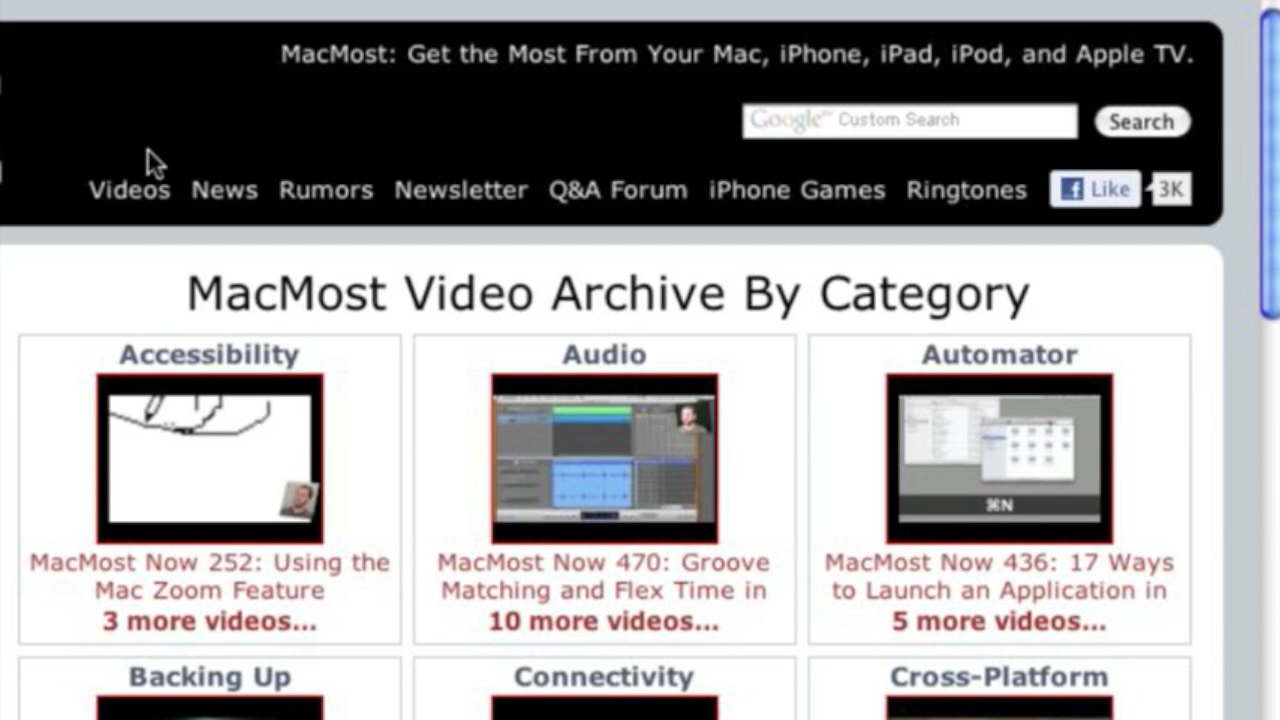 MacMost: Get the Most From Your Mac, iPhone, iPad, iPod, and Apple TV.
Google™ Custom Search
Search
Videos News Rumors Newsletter Q&A Forum iPhone Games Ringtones
Like
3K
MacMost Video Archive By Category
Accessibility
MacMost Now 252: Using the
Mac Zoom Feature
3 more videos...
Audio
MacMost Now 470: Groove
Matching and Flex Time in
10 more videos...
Automator
⌘N
MacMost Now 436: 17 Ways
to Launch an Application in
5 more videos...
Backing Up
Connectivity
Cross-Platform